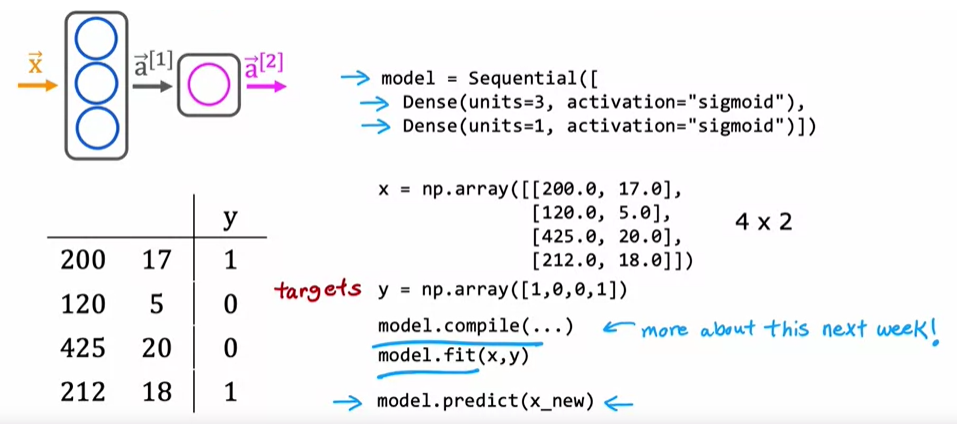 x⃗
a⃗[1]
a⃗[2]
→ model = Sequential([
→ Dense(units=3, activation="sigmoid"),
→ Dense(units=1, activation="sigmoid")])
y
200 17 1
120 5 0
425 20 0
212 18 1
x = np.array([[200.0, 17.0],
[120.0, 5.0],
[425.0, 20.0],
[212.0, 18.0]])
4 x 2
targets y = np.array([1,0,0,1])
model.compile(...) ← more about this next week!
model.fit(x,y)
→ model.predict(x_new) ←